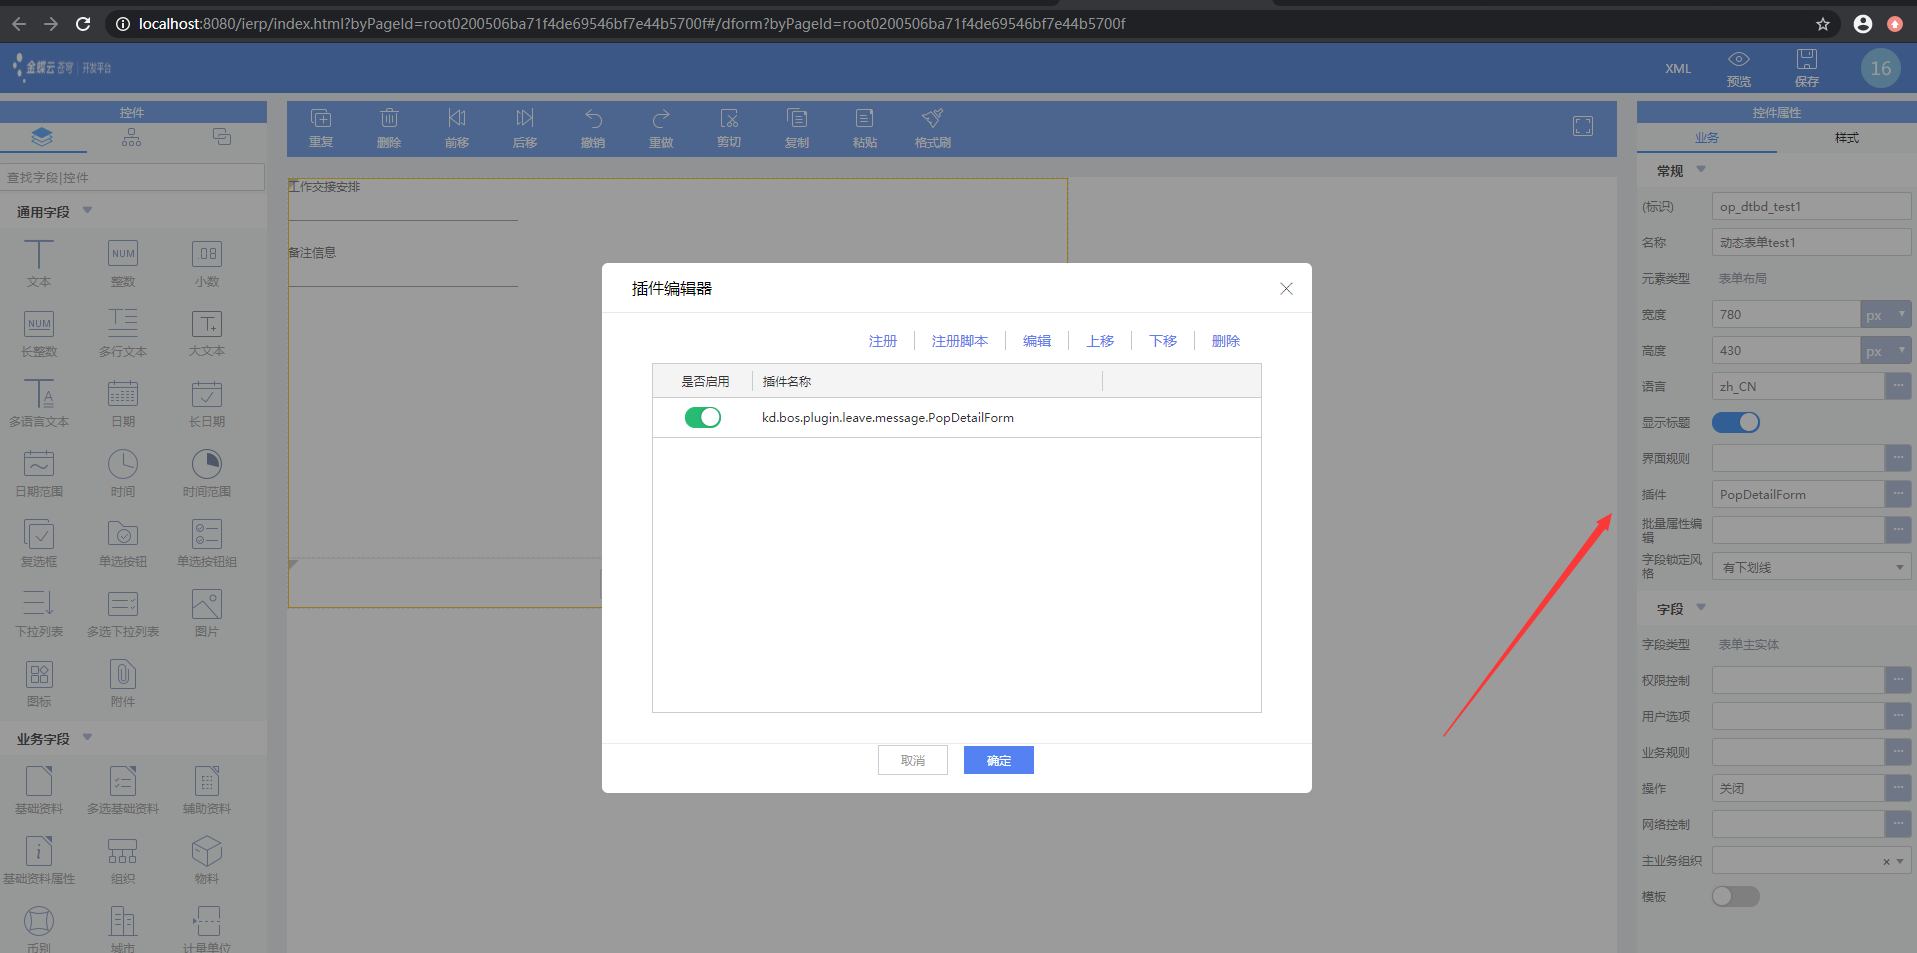 localhost:8080/ierp/index.html?byPageId=root0200506ba71f4de69546bf7e44b5700f#/dform?byPageId=root0200506ba71f4de69546bf7e44b5700f
金蝶云 苍穹 | 开发平台
XML
预览
保存
16
控件
查找字段|控件
通用字段
文本
整数
小数
长整数
多行文本
大文本
多语言文本
日期
长日期
日期范围
时间
时间范围
复选框
单选按钮
单选按钮组
下拉列表
多选下拉列表
图片
图标
附件
业务字段
基础资料
多选基础资料
辅助资料
基础资料属性
组织
物料
币别
城市
计量单位
重复
删除
前移
后移
撤销
重做
剪切
复制
粘贴
格式刷
工作交接安排
备注信息
插件编辑器
注册
注册脚本
编辑
上移
下移
删除
是否启用
插件名称
kd.bos.plugin.leave.message.PopDetailForm
取消
确定
控件属性
业务
样式
常规
(标识) op_dtbd_test1
名称 动态表单test1
元素类型 表单布局
宽度 780 px
高度 430 px
语言 zh_CN
显示标题
界面规则
插件 PopDetailForm
批量属性编
辑
字段锁定风
格
有下划线
字段
字段类型 表单主实体
权限控制
用户选项
业务规则
操作 关闭
网络控制
主业务组织
模板